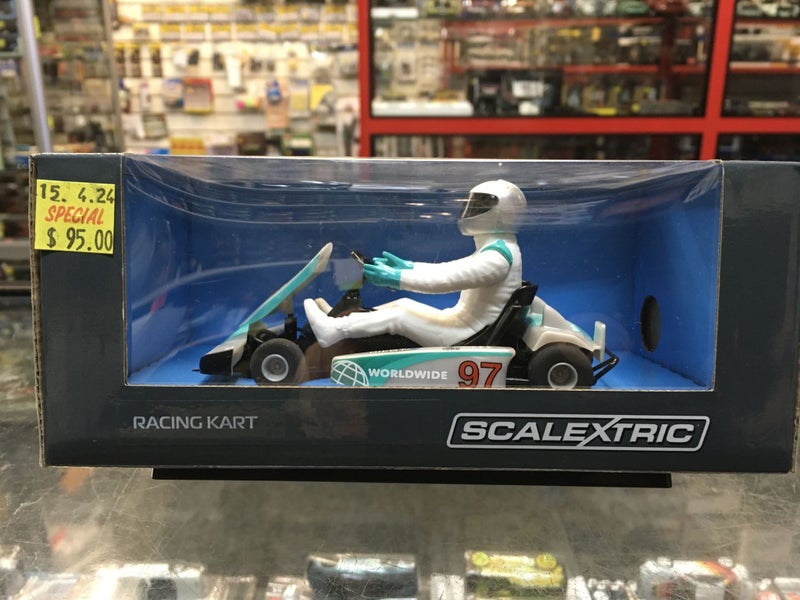 15. 4.24
SPECIAL
$ 95.00
WORLDWIDE 97
RACING KART
SCALEXTRIC